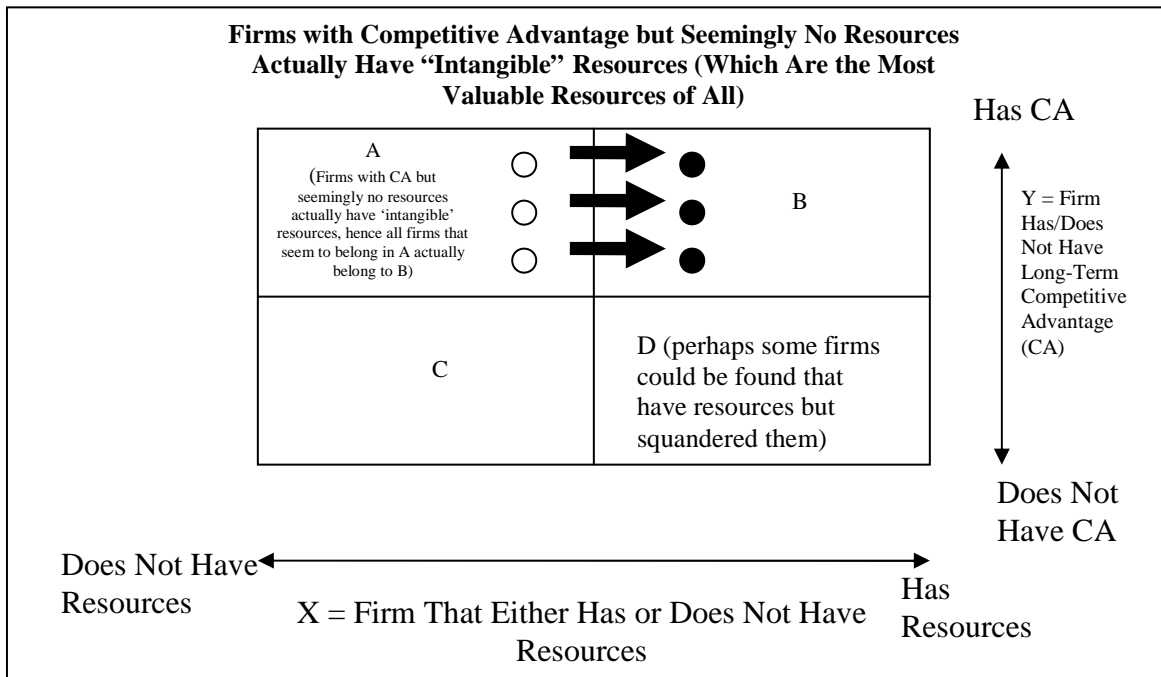 Firms with Competitive Advantage but Seemingly No Resources
Actually Have “Intangible” Resources (Which Are the Most
Valuable Resources of All)
Has CA
A
(Firms with CA but
seemingly no resources
actually have ‘intangible’
resources, hence all firms that
seem to belong in A actually
belong to B)
B
Y = Firm
Has/Does
Not Have
Long-Term
Competitive
Advantage
(CA)
C
D (perhaps some firms
could be found that
have resources but
squandered them)
Does Not
Have CA
Does Not Have
Resources
X = Firm That Either Has or Does Not Have
Resources
Has
Resources